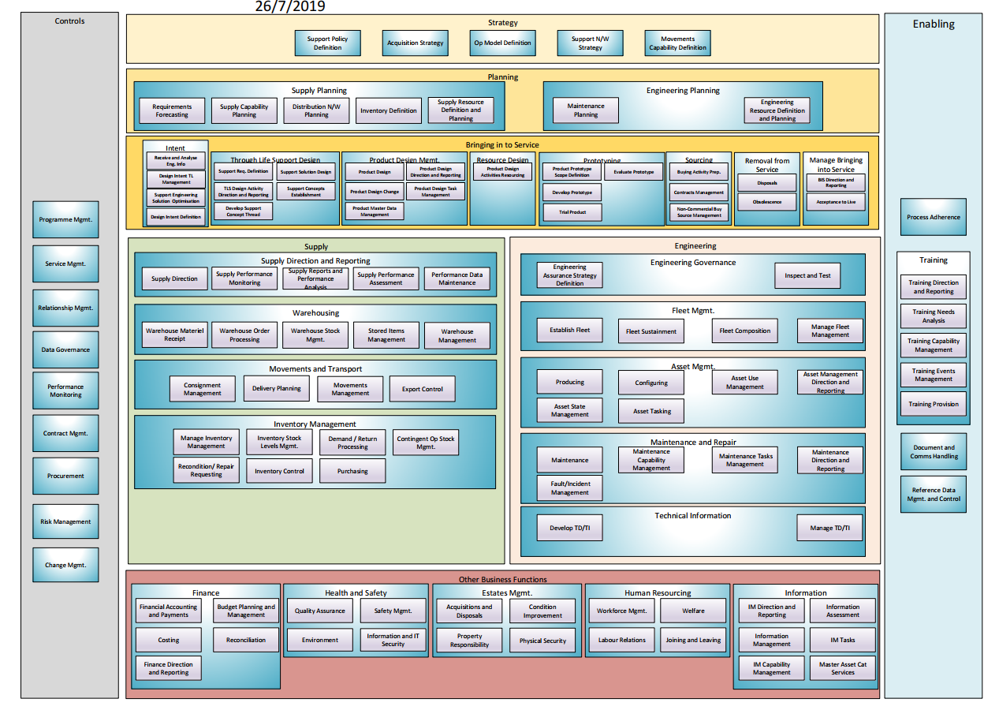 26/7/2019
Controls
Programme Mgmt.
Service Mgmt.
Relationship Mgmt.
Data Governance
Performance
Monitoring
Contract Mgmt.
Procurement
Risk Management
Change Mgmt.
Strategy
Support Policy
Definition
Acquisition Strategy
Op Model Definition
Support N/W
Strategy
Movements
Capability Definition
Planning
Supply Planning
Requirements
Forecasting
Supply Capability
Planning
Distribution N/W
Planning
Inventory Definition
Supply Resource
Definition and
Planning
Engineering Planning
Maintenance
Planning
Engineering
Resource Definition
and Planning
Bringing in to Service
Intent
Receive and Analyse
Eng. Info
Design Intent TL
Management
Support Engineering
Solution Optimisation
Design Intent Definition
Through Life Support Design
Support Req. Definition
Support Solution Design
TLS Design Activity
Direction and Reporting
Support Concepts
Establishment
Develop Support
Concept Thread
Product Design Mgmt.
Product Design
Product Design
Direction and Reporting
Product Design Change
Product Design Task
Management
Product Master Data
Management
Resource Design
Product Design
Activities Resourcing
Prototyping
Product Prototype
Scope Definition
Evaluate Prototype
Develop Prototype
Trial Product
Sourcing
Buying Activity Prep.
Contracts Management
Non-Commercial Buy
Source Management
Removal from
Service
Disposals
Obsolescence
Manage Bringing
into Service
BIS Direction and
Reporting
Acceptance to Live
Supply
Supply Direction and Reporting
Supply Direction
Supply Performance
Monitoring
Supply Reports and
Performance
Analysis
Supply Performance
Assessment
Performance Data
Maintenance
Warehousing
Warehouse Materiel
Receipt
Warehouse Order
Processing
Warehouse Stock
Mgmt.
Stored Items
Management
Warehouse
Management
Movements and Transport
Consignment
Management
Delivery Planning
Movements
Management
Export Control
Inventory Management
Manage Inventory
Management
Inventory Stock
Levels Mgmt.
Demand / Return
Processing
Contingent Op Stock
Mgmt.
Recondition/ Repair
Requesting
Inventory Control
Purchasing
Engineering
Engineering Governance
Engineering
Assurance Strategy
Definition
Inspect and Test
Fleet Mgmt.
Establish Fleet
Fleet Sustainment
Fleet Composition
Manage Fleet
Management
Asset Mgmt.
Producing
Configuring
Asset Use
Management
Asset Management
Direction and
Reporting
Asset State
Management
Asset Tasking
Maintenance and Repair
Maintenance
Maintenance
Capability
Management
Maintenance Tasks
Management
Maintenance
Direction and
Reporting
Fault/Incident
Management
Technical Information
Develop TD/TI
Manage TD/TI
Other Business Functions
Finance
Financial Accounting
and Payments
Budget Planning and
Management
Costing
Reconciliation
Finance Direction
and Reporting
Health and Safety
Quality Assurance
Safety Mgmt.
Environment
Information and IT
Security
Estates Mgmt.
Acquisitions and
Disposals
Condition
Improvement
Property
Responsibility
Physical Security
Human Resourcing
Workforce Mgmt.
Welfare
Labour Relations
Joining and Leaving
Information
IM Direction and
Reporting
Information
Assessment
Information
Management
IM Tasks
IM Capability
Management
Master Asset Cat
Services
Enabling
Process Adherence
Training
Training Direction
and Reporting
Training Needs
Analysis
Training Capability
Management
Training Events
Management
Training Provision
Document and
Comms Handling
Reference Data
Mgmt. and Control